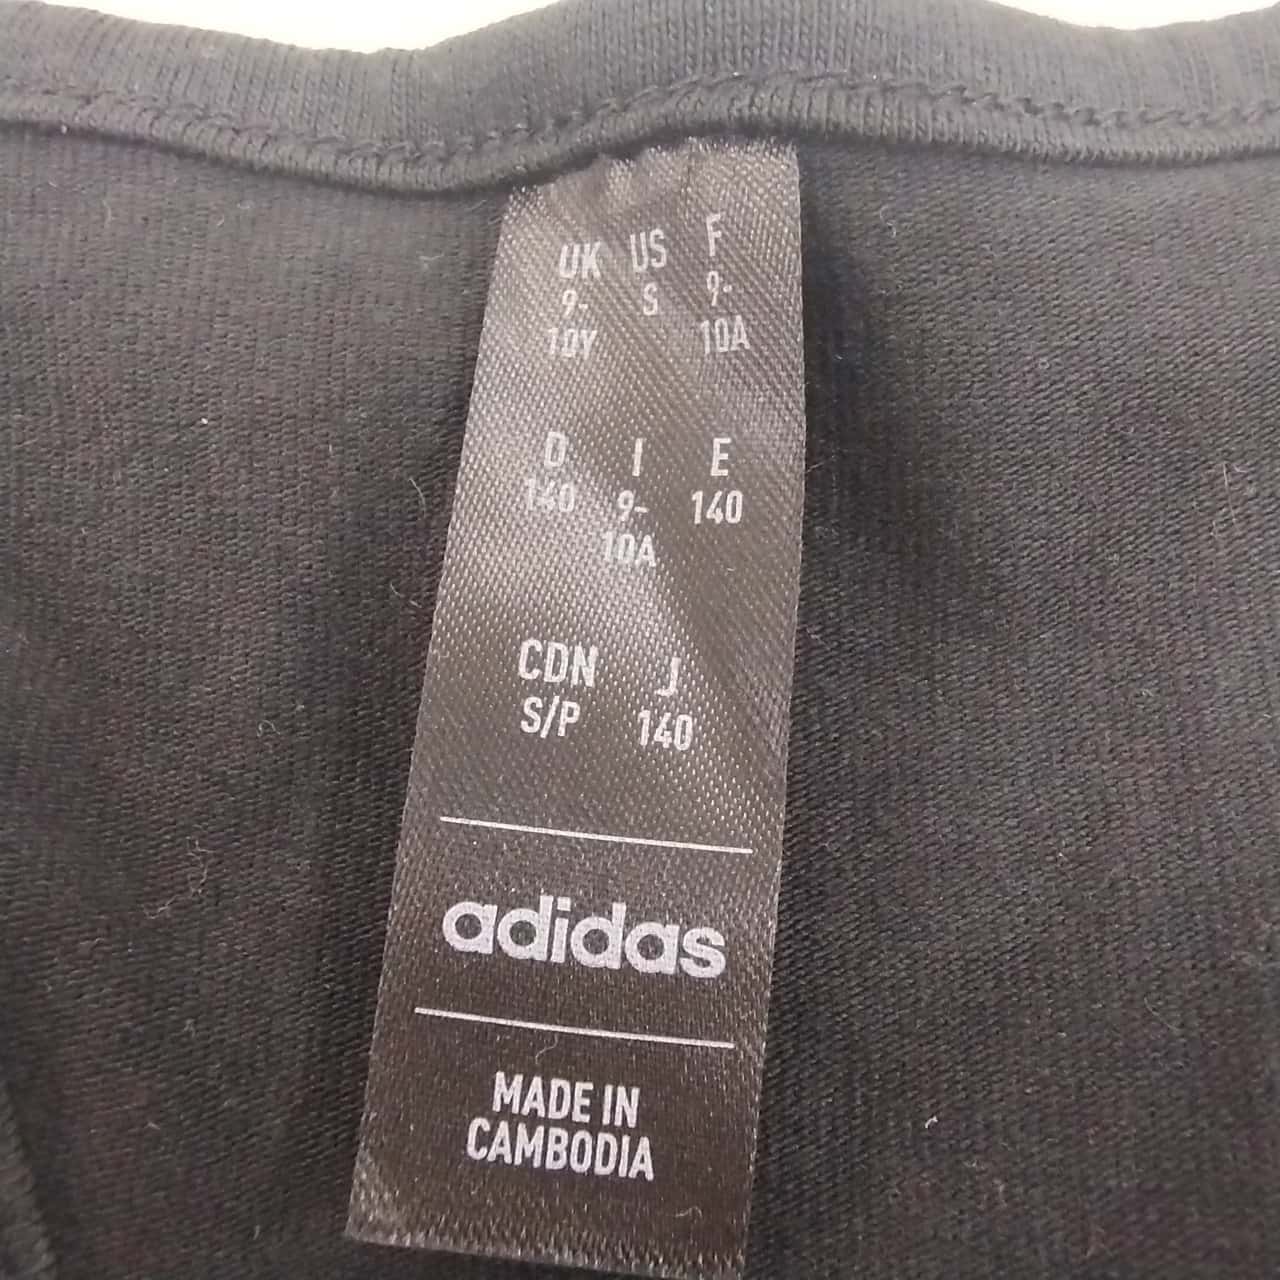 UK US F
9- S 9-
10Y 10A
D I E
140 9- 140
10A
CDN J
S/P 140
adidas
MADE IN
CAMBODIA